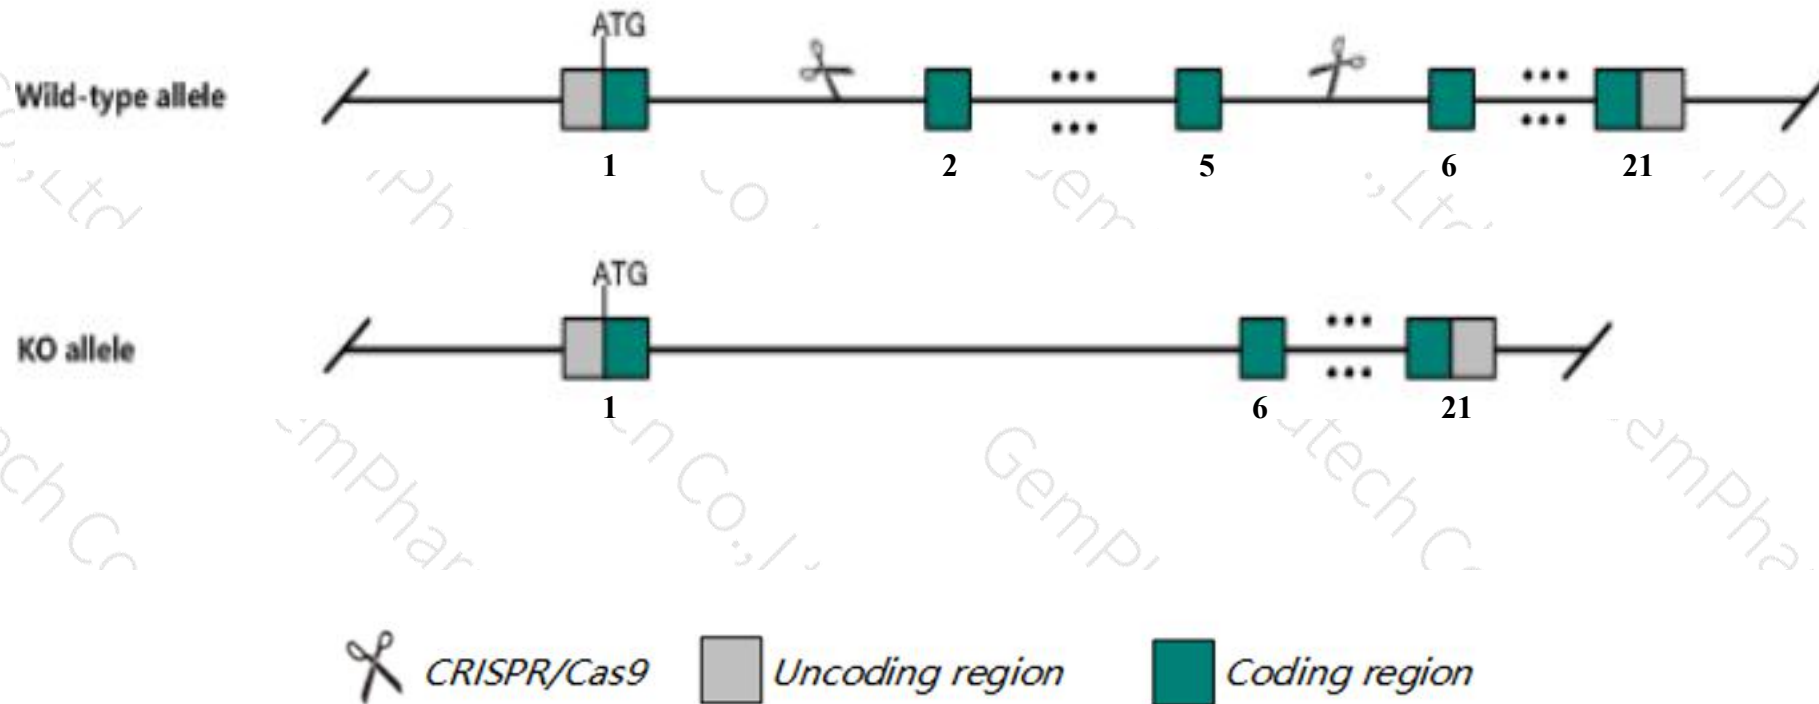 ATG
Wild-type allele
1 2 5 6 21
ATG
KO allele
1 6 21
CRISPR/Cas9 Uncoding region Coding region
GemPh